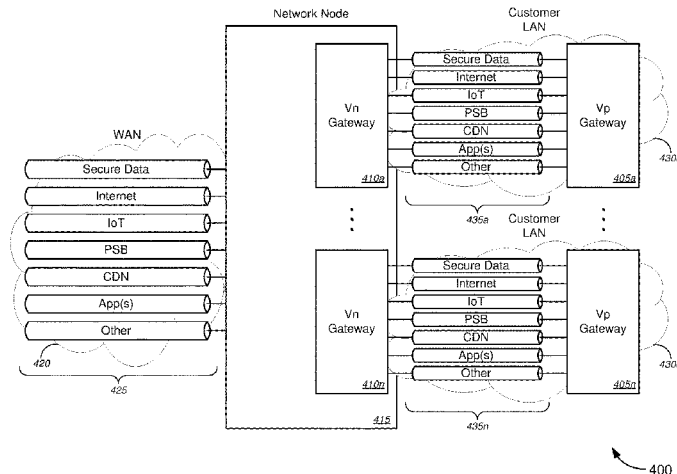 Network Node
Customer
LAN
Secure Data
Internet
IoT
PSB
CDN
App(s)
Other
Vn
Gateway
410a
Vp
Gateway
405a
430
435a
WAN
Secure Data
Internet
IoT
PSB
CDN
App(s)
Other
420
425
Customer
LAN
Secure Data
Internet
IoT
PSB
CDN
App(s)
Other
Vn
Gateway
410n
Vp
Gateway
405n
430
435n
415
400